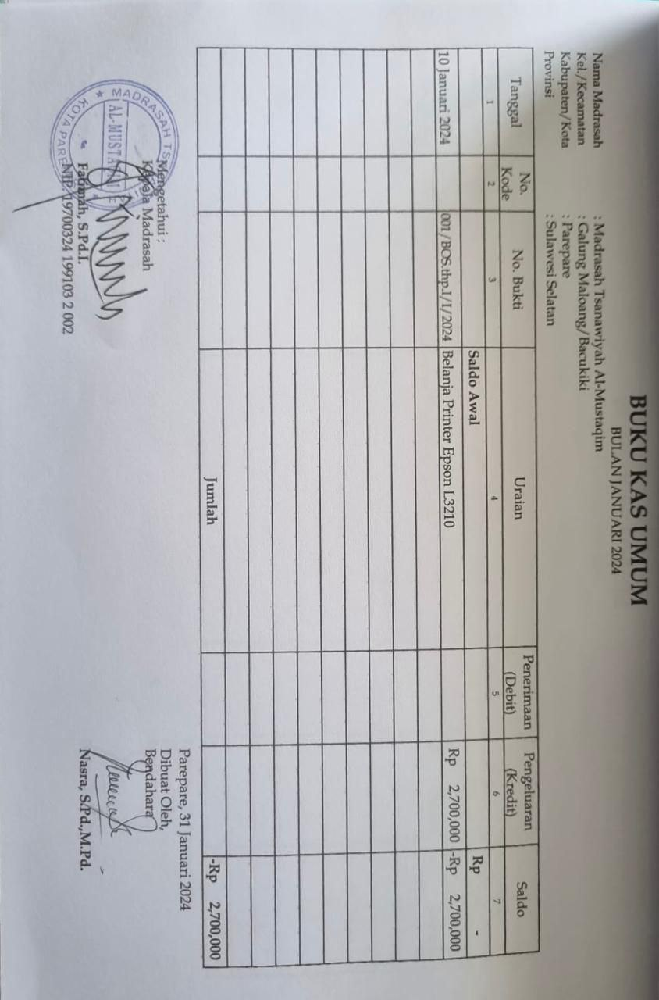 BUKU KAS UMUM
BULAN JANUARI 2024
Nama Madrasah : Madrasah Tsanawiyah Al-Mustaqim
Kel./Kecamatan : Galung Maloang/Bacukiki
Kabupaten/Kota : Parepare
Provinsi : Sulawesi Selatan
Tanggal No. Kode No. Bukti Uraian Penerimaan (Debit) Pengeluaran (Kredit) Saldo
1 2 3 4 5 6 7
Saldo Awal Rp -
10 Januari 2024 001/BOS.thp.I/I/2024 Belanja Printer Epson L3210 Rp 2,700,000 -Rp 2,700,000
Jumlah -Rp 2,700,000
Parepare, 31 Januari 2024
Mengetahui : Dibuat Oleh,
Kepala Madrasah Bendahara
MADRASAH TS
AL-MUSTAQIM
KOTA PARE
Fatimah, S.Pd.I. Nasra, S.Pd.,M.Pd.
NIP. 19700324 199103 2 002